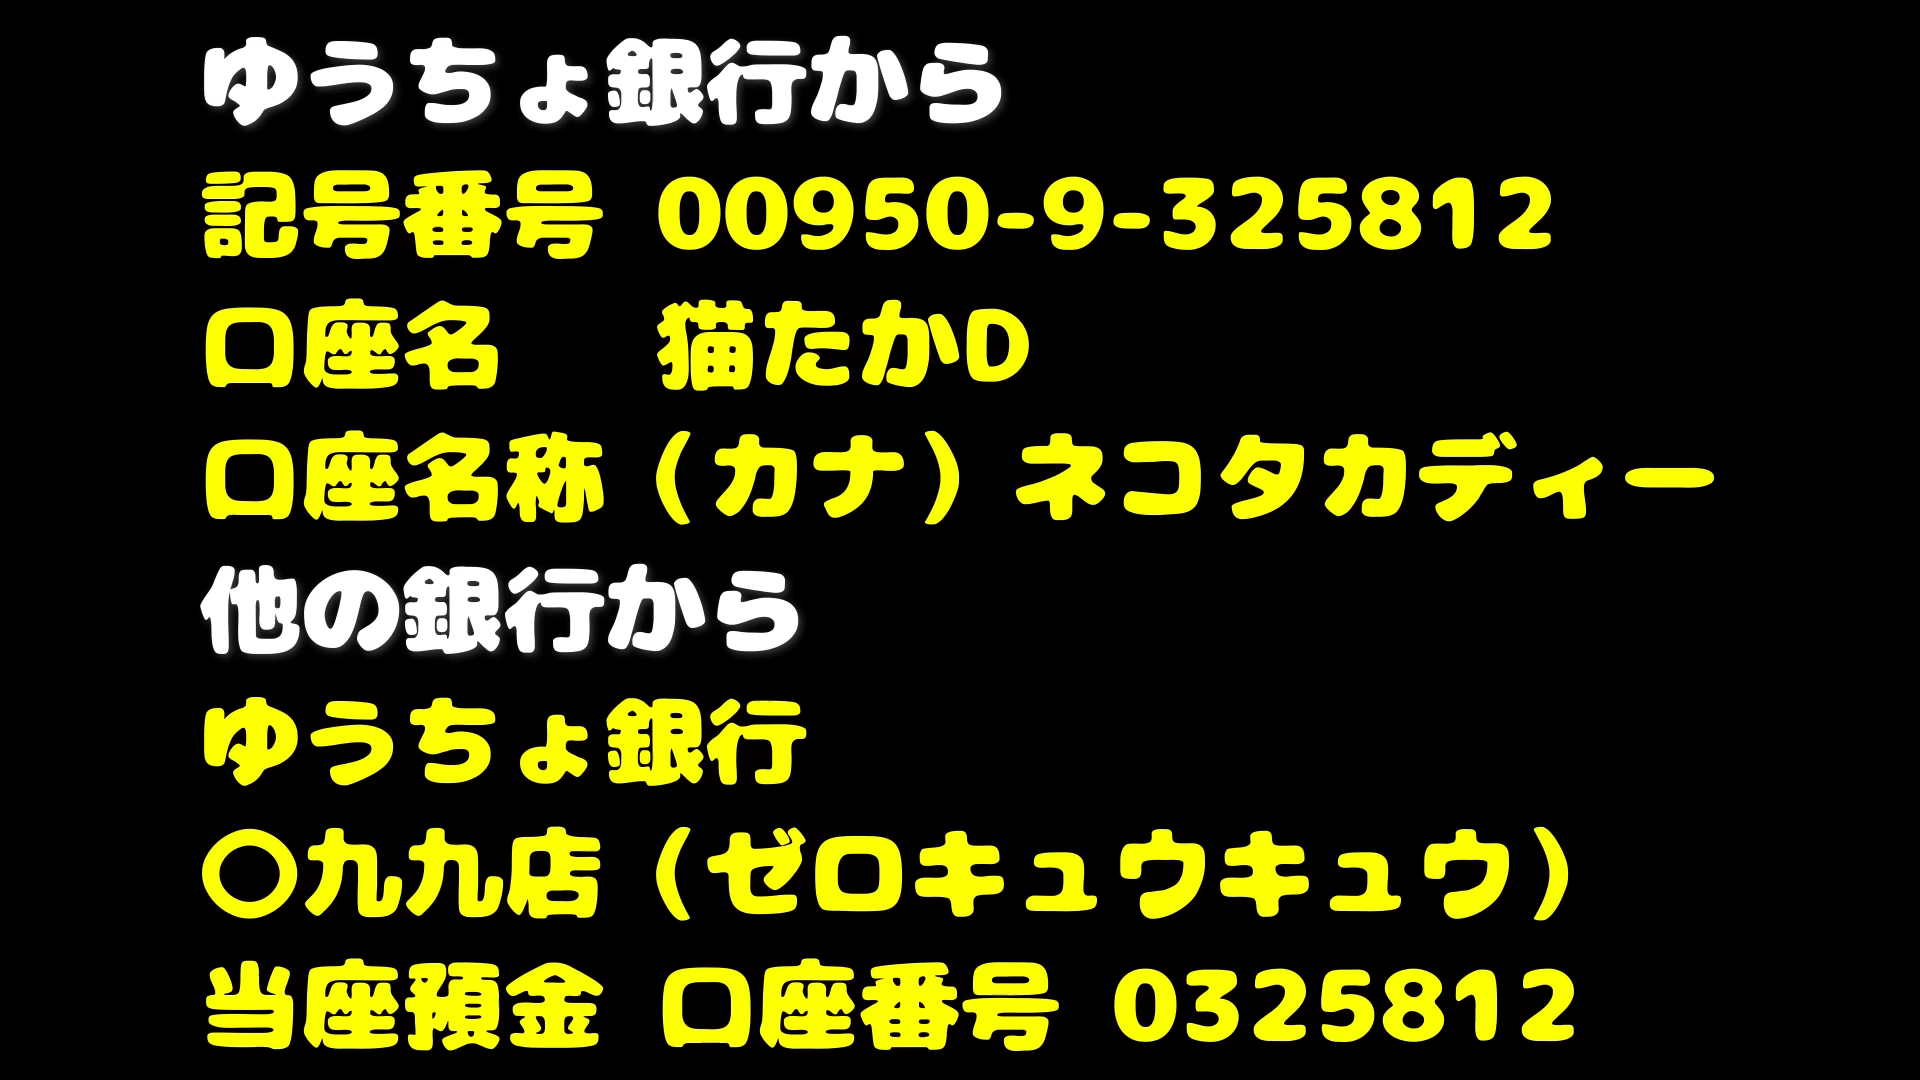 ゆうちょ銀行から
記号番号 00950-9-325812
口座名　 猫たかD
口座名称（カナ）ネコタカディー
他の銀行から
ゆうちょ銀行
〇九九店（ゼロキュウキュウ）
当座預金 口座番号 0325812